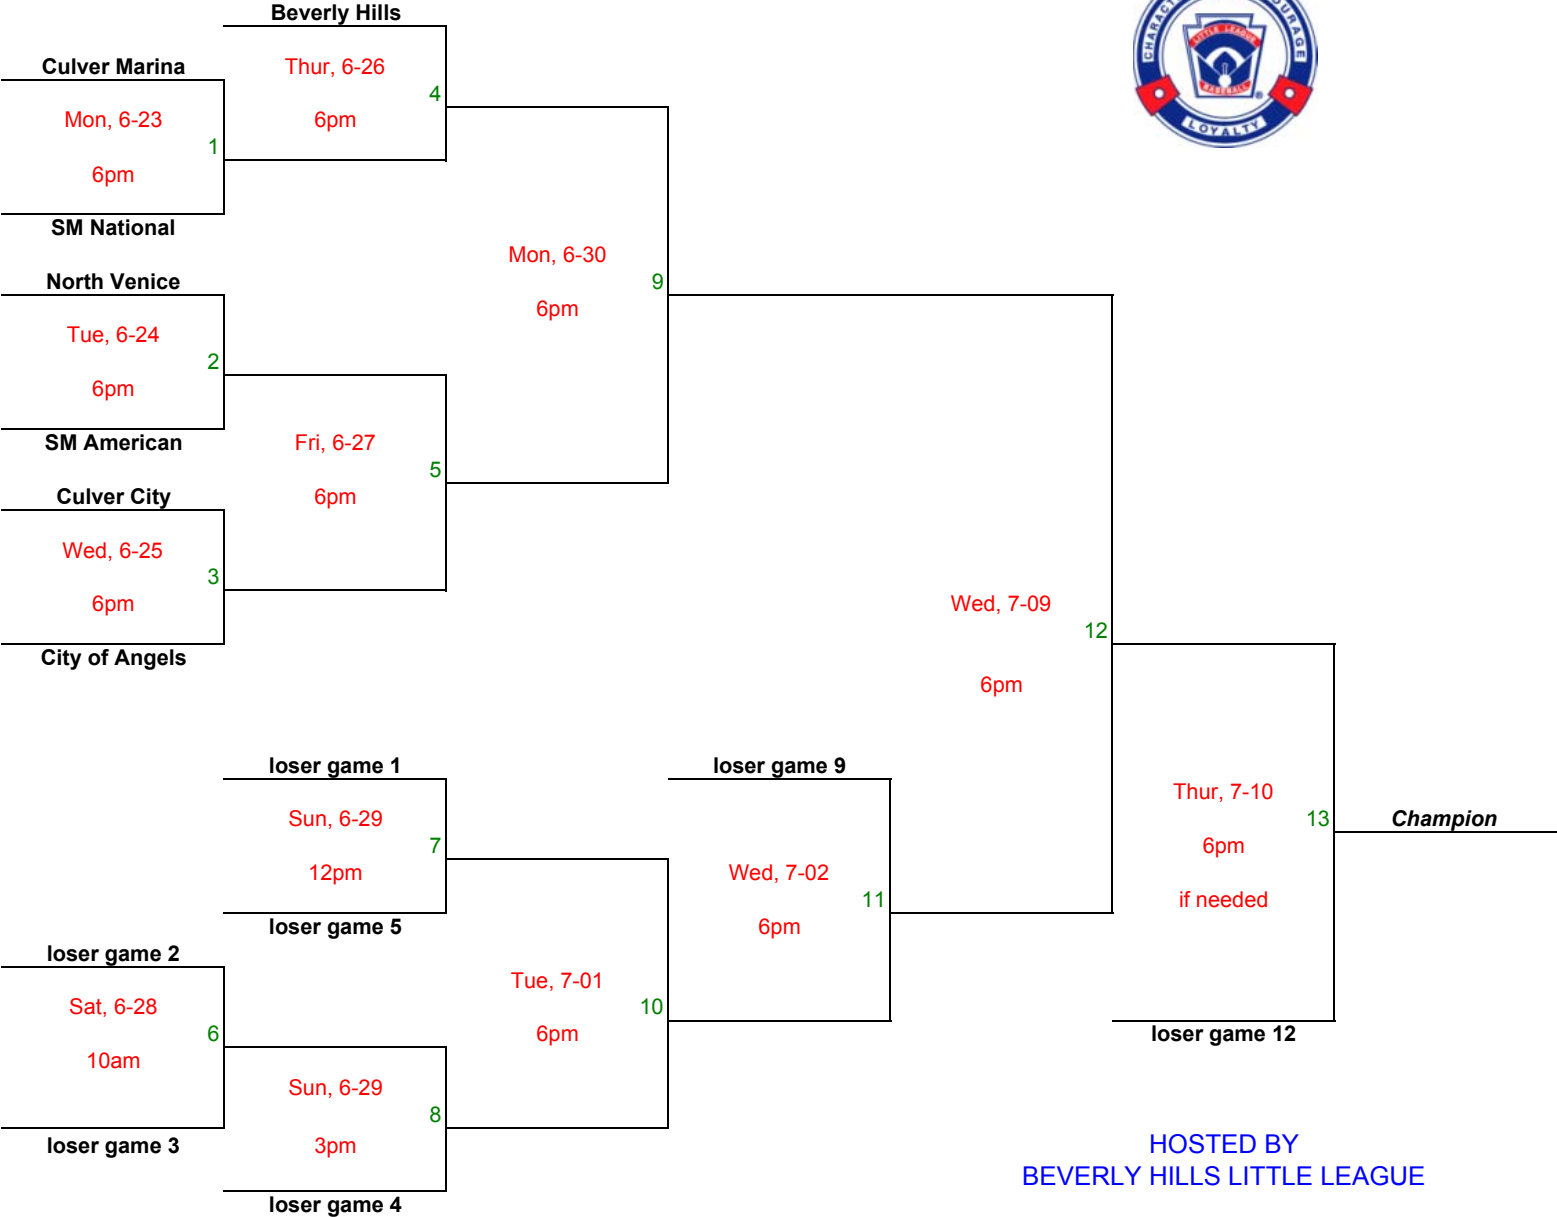 Beverly Hills
Culver Marina
Thur, 6-26
4
Mon, 6-23
6pm
1
6pm
SM National
North Venice
Mon, 6-30
9
6pm
Tue, 6-24
2
6pm
SM American
Fri, 6-27
5
Culver City
6pm
Wed, 6-25
3
6pm
Wed, 7-09
12
City of Angels
6pm
loser game 1
loser game 9
Sun, 6-29
7
12pm
Thur, 7-10
13
Champion
6pm
if needed
Wed, 7-02
11
6pm
loser game 5
loser game 2
Sat, 6-28
6
10am
Tue, 7-01
10
6pm
loser game 12
Sun, 6-29
8
3pm
loser game 3
loser game 4
HOSTED BY
BEVERLY HILLS LITTLE LEAGUE
LITTLE LEAGUE
BASEBALL
®
LOYALTY